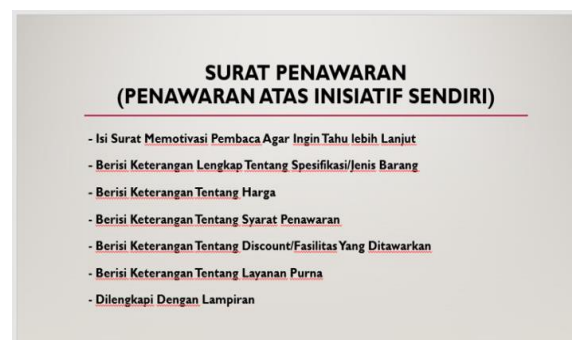 SURAT PENAWARAN
(PENAWARAN ATAS INISIATIF SENDIRI)
- Isi Surat Memotivasi Pembaca Agar Ingin Tahu lebih Lanjut
- Berisi Keterangan Lengkap Tentang Spesifikasi/Jenis Barang
- Berisi Keterangan Tentang Harga
- Berisi Keterangan Tentang Syarat Penawaran
- Berisi Keterangan Tentang Discount/Fasilitas Yang Ditawarkan
- Berisi Keterangan Tentang Layanan Purna
- Dilengkapi Dengan Lampiran